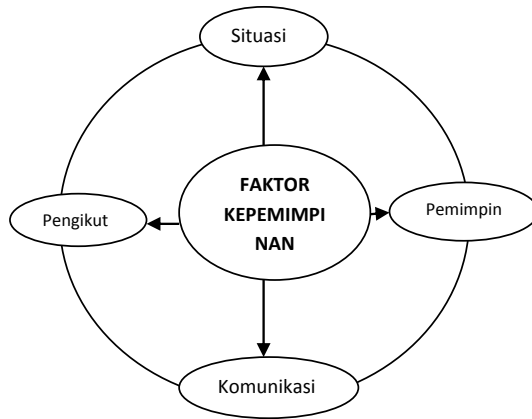 Situasi
FAKTOR
KEPEMIMPI
NAN
Pengikut
Pemimpin
Komunikasi